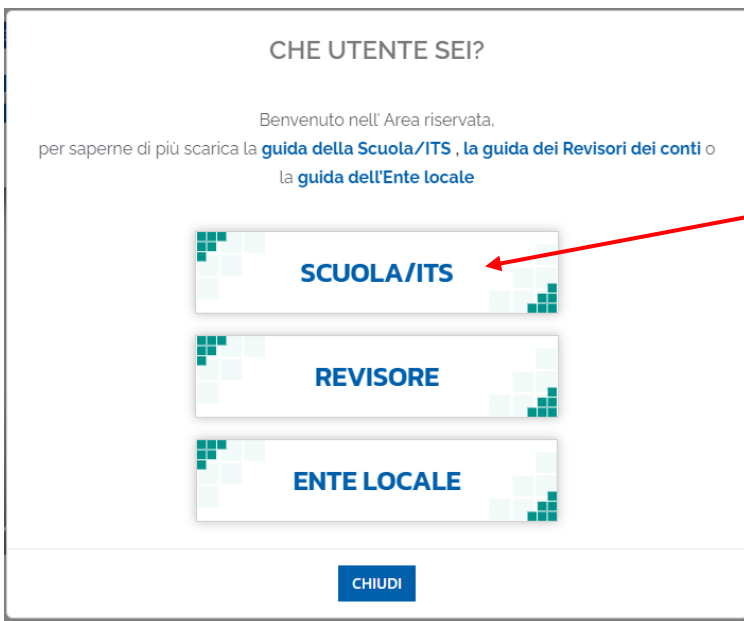 CHE UTENTE SEI?
Benvenuto nell' Area riservata,
per saperne di più scarica la guida della Scuola/ITS , la guida dei Revisori dei conti o
la guida dell'Ente locale
SCUOLA/ITS
REVISORE
ENTE LOCALE
CHIUDI